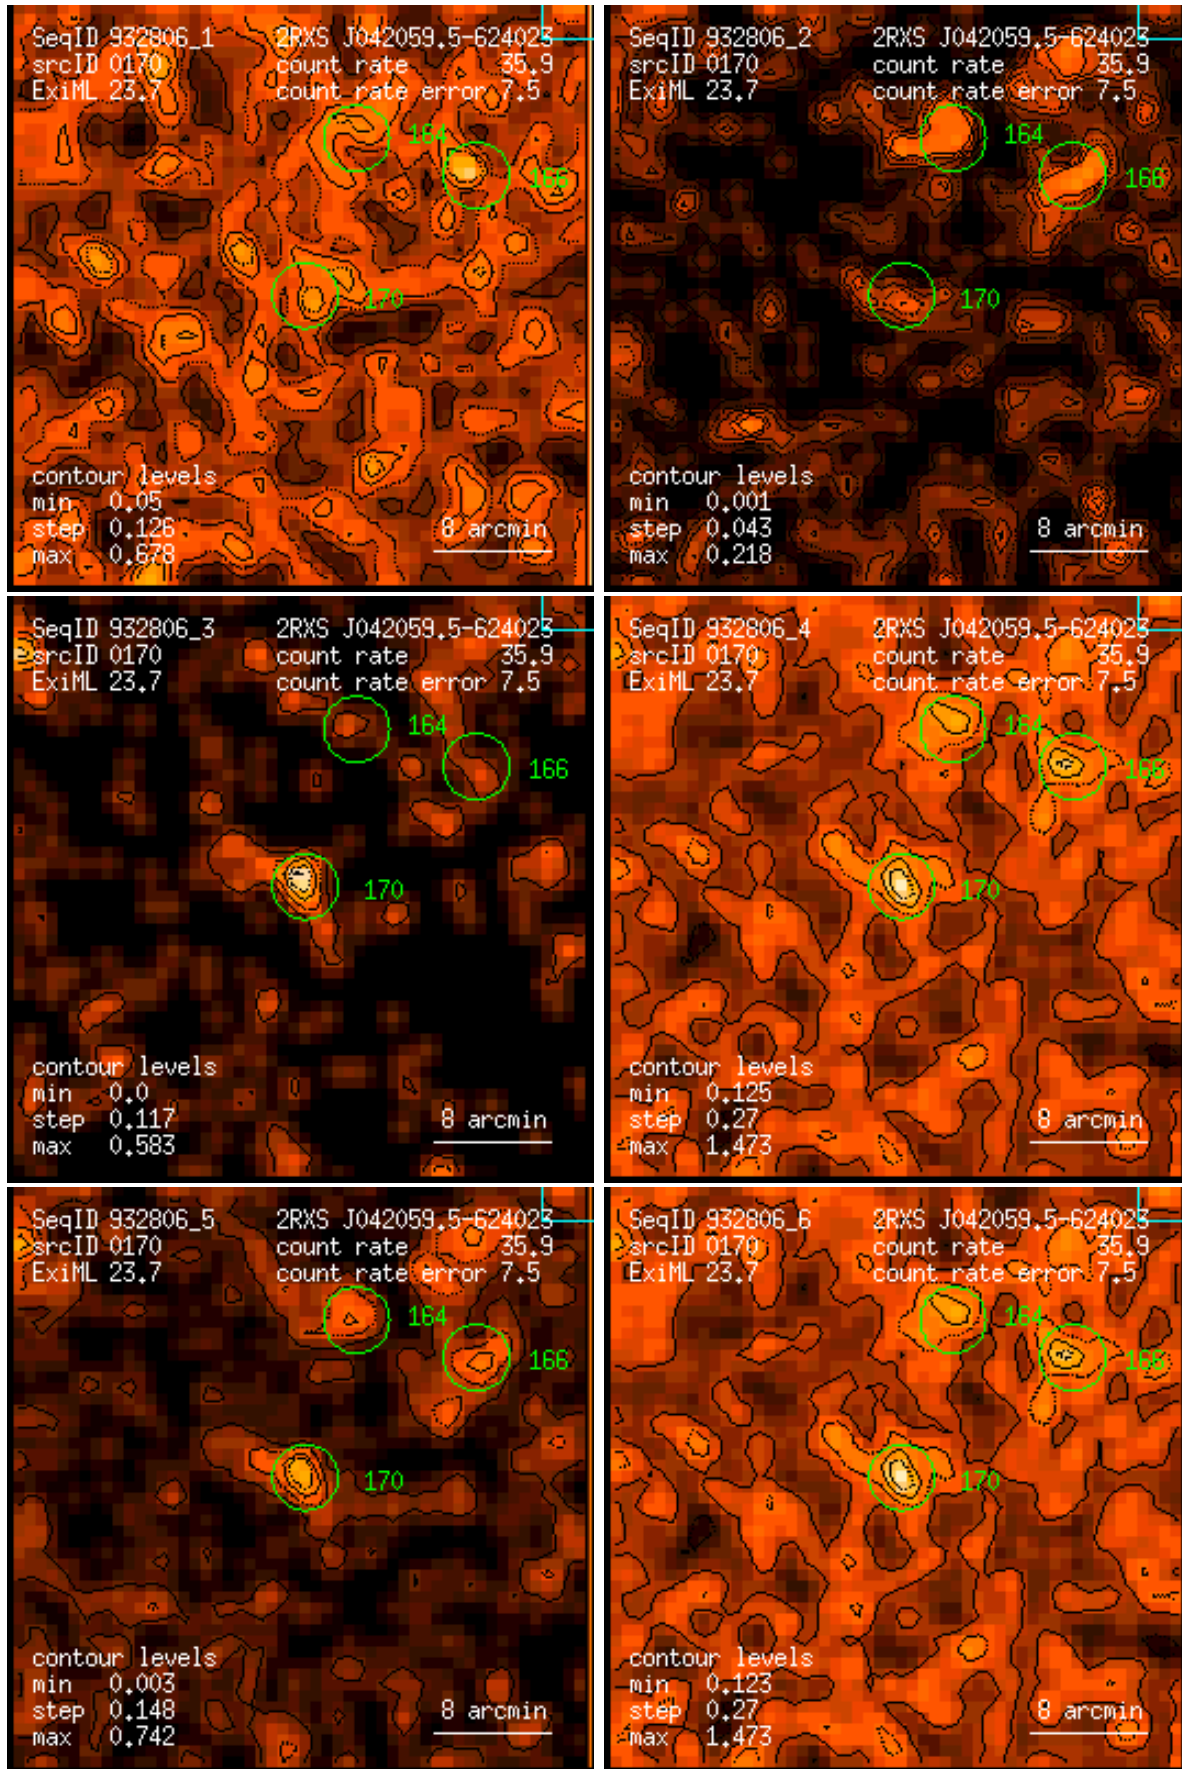 SeqID 932806_1 2RXS J042059.5-624023
srcID 0170 count rate 35.9
ExiML 23.7 count rate error 7.5
164
166
170
contour levels
min 0.05
step 0.126 8 arcmin
max 0.678
SeqID 932806_2 2RXS J042059.5-624023
srcID 0170 count rate 35.9
ExiML 23.7 count rate error 7.5
164
166
170
contour levels
min 0.001
step 0.043 8 arcmin
max 0.218
SeqID 932806_3 2RXS J042059.5-624023
srcID 0170 count rate 35.9
ExiML 23.7 count rate error 7.5
164
166
170
contour levels
min 0.0
step 0.117 8 arcmin
max 0.583
SeqID 932806_4 2RXS J042059.5-624023
srcID 0170 count rate 35.9
ExiML 23.7 count rate error 7.5
164
166
170
contour levels
min 0.125
step 0.27 8 arcmin
max 1.473
SeqID 932806_5 2RXS J042059.5-624023
srcID 0170 count rate 35.9
ExiML 23.7 count rate error 7.5
164
166
170
contour levels
min 0.003
step 0.148 8 arcmin
max 0.742
SeqID 932806_6 2RXS J042059.5-624023
srcID 0170 count rate 35.9
ExiML 23.7 count rate error 7.5
164
166
170
contour levels
min 0.123
step 0.27 8 arcmin
max 1.473